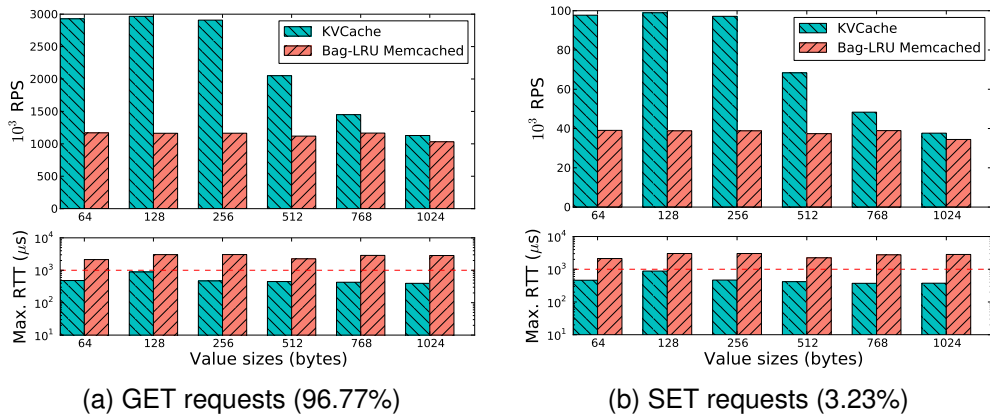 3000
2500
2000
1500
1000
500
0
10³ RPS
KVCache
Bag-LRU Memcached
64 128 256 512 768 1024
10⁴
10³
10²
10¹
Max. RTT (μs)
64 128 256 512 768 1024
Value sizes (bytes)
(a) GET requests (96.77%)
100
80
60
40
20
0
10³ RPS
KVCache
Bag-LRU Memcached
64 128 256 512 768 1024
10⁴
10³
10²
10¹
Max. RTT (μs)
64 128 256 512 768 1024
Value sizes (bytes)
(b) SET requests (3.23%)